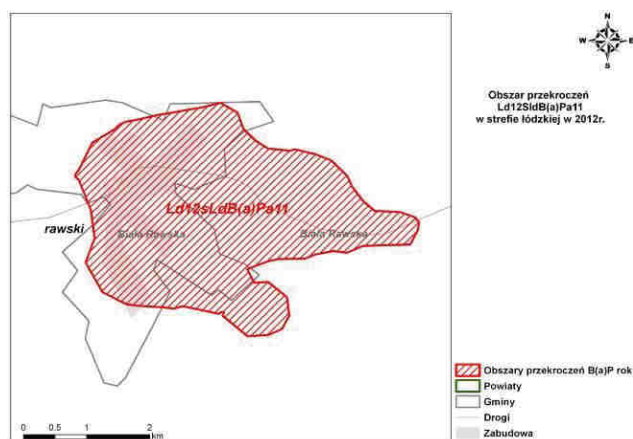 N
W E
S
Obszar przekroczeń
Ld12SldB(a)Pa11
w strefie łódzkiej w 2012r.
Ld12sLdB(a)Pa11
rawski
Biała Rawska
Biała Rawska
Obszary przekroczeń B(a)P rok
Powiaty
Gminy
Drogi
Zabudowa
0 0.5 1 2
km